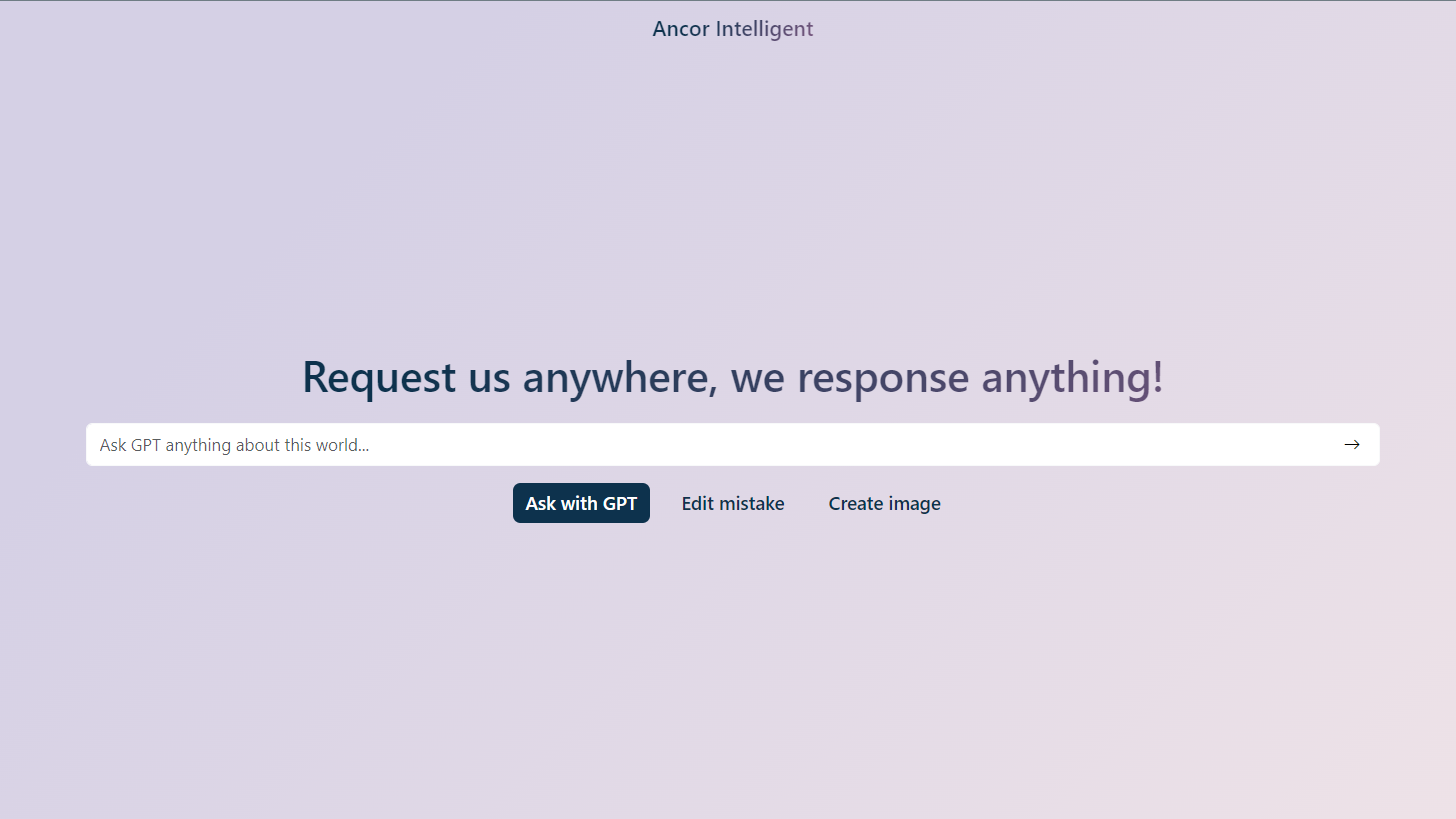 Ancor Intelligent
Request us anywhere, we response anything!
Ask GPT anything about this world...
Ask with GPT
Edit mistake
Create image